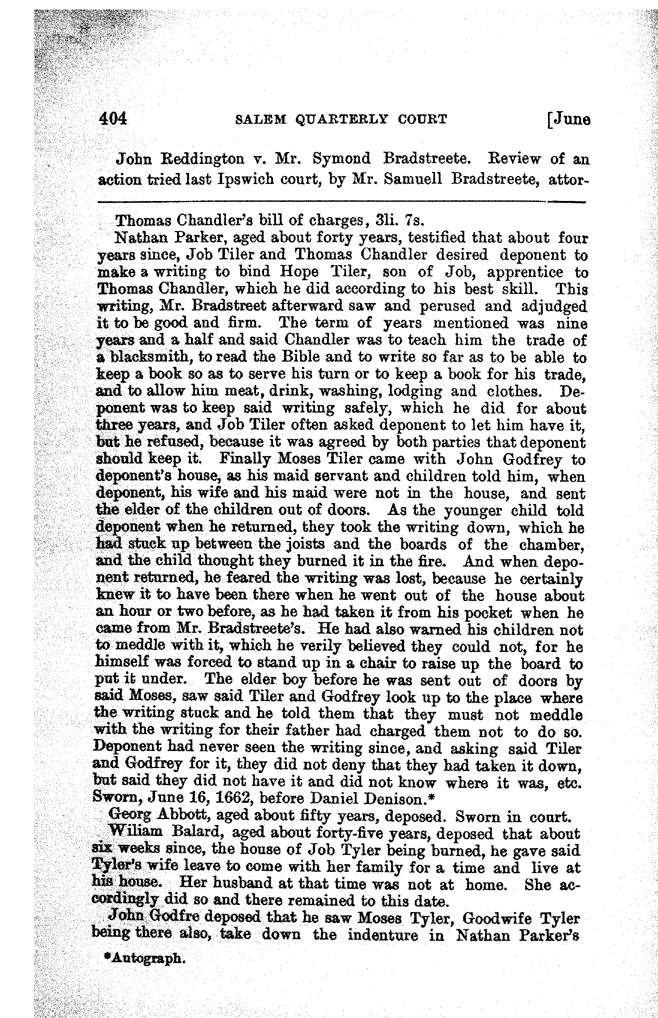 404 SALEM QUARTERLY COURT [June
John Reddington v. Mr. Symond Bradstreete. Review of an
action tried last Ipswich court, by Mr. Samuell Bradstreete, attor-
Thomas Chandler's bill of charges, 3li. 7s.
Nathan Parker, aged about forty years, testified that about four
years since, Job Tiler and Thomas Chandler desired deponent to
make a writing to bind Hope Tiler, son of Job, apprentice to
Thomas Chandler, which he did according to his best skill. This
writing, Mr. Bradstreet afterward saw and perused and adjudged
it to be good and firm. The term of years mentioned was nine
years and a half and said Chandler was to teach him the trade of
a blacksmith, to read the Bible and to write so far as to be able to
keep a book so as to serve his turn or to keep a book for his trade,
and to allow him meat, drink, washing, lodging and clothes. De-
ponent was to keep said writing safely, which he did for about
three years, and Job Tiler often asked deponent to let him have it,
but he refused, because it was agreed by both parties that deponent
should keep it. Finally Moses Tiler came with John Godfrey to
deponent's house, as his maid servant and children told him, when
deponent, his wife and his maid were not in the house, and sent
the elder of the children out of doors. As the younger child told
deponent when he returned, they took the writing down, which he
had stuck up between the joists and the boards of the chamber,
and the child thought they burned it in the fire. And when depo-
nent returned, he feared the writing was lost, because he certainly
knew it to have been there when he went out of the house about
an hour or two before, as he had taken it from his pocket when he
came from Mr. Bradstreete's. He had also warned his children not
to meddle with it, which he verily believed they could not, for he
himself was forced to stand up in a chair to raise up the board to
put it under. The elder boy before he was sent out of doors by
said Moses, saw said Tiler and Godfrey look up to the place where
the writing stuck and he told them that they must not meddle
with the writing for their father had charged them not to do so.
Deponent had never seen the writing since, and asking said Tiler
and Godfrey for it, they did not deny that they had taken it down,
but said they did not have it and did not know where it was, etc.
Sworn, June 16, 1662, before Daniel Denison.*
Georg Abbott, aged about fifty years, deposed. Sworn in court.
Wiliam Balard, aged about forty-five years, deposed that about
six weeks since, the house of Job Tyler being burned, he gave said
Tyler's wife leave to come with her family for a time and live at
his house. Her husband at that time was not at home. She ac-
cordingly did so and there remained to this date.
John Godfre deposed that he saw Moses Tyler, Goodwife Tyler
being there also, take down the indenture in Nathan Parker's
*Autograph.